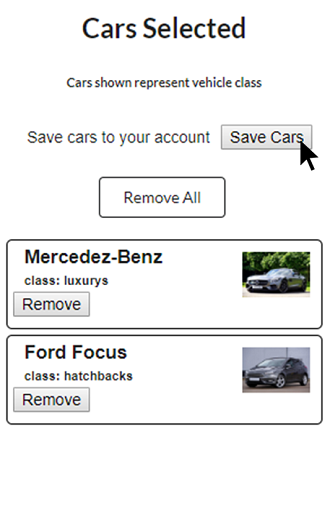 Cars Selected
Cars shown represent vehicle class
Save cars to your account Save Cars
Remove All
Mercedez-Benz
class: luxurys
Remove
Ford Focus
class: hatchbacks
Remove